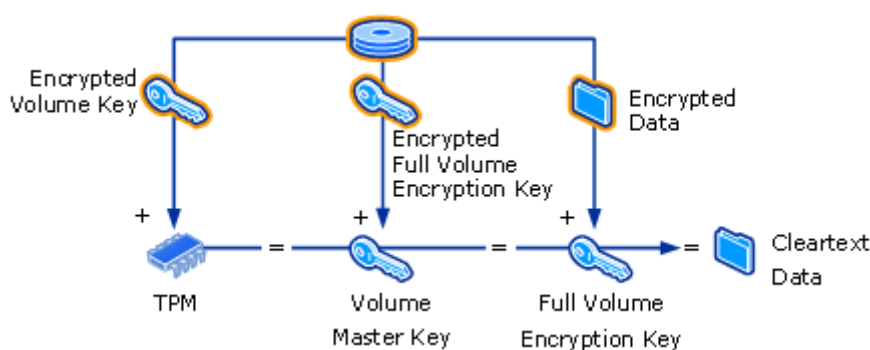 Encrypted
Volume Key
Encrypted
Full Volume
Encryption Key
Encrypted
Data
+
+
+
=
=
=
TPM
Volume
Master Key
Full Volume
Encryption Key
Cleartext
Data